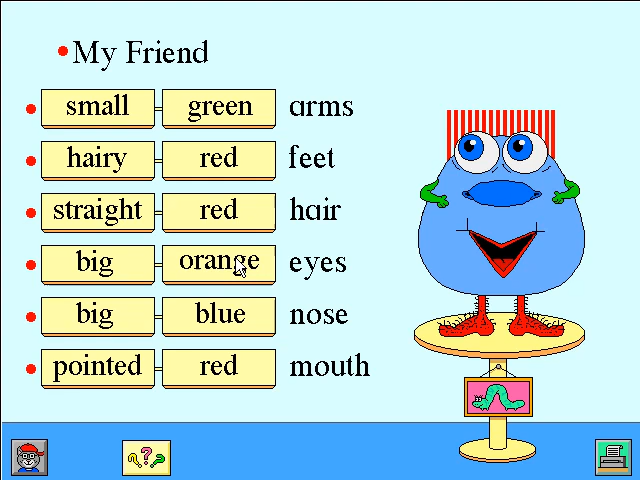 My Friend
small green arms
hairy red feet
straight red hair
big orange eyes
big blue nose
pointed red mouth
???